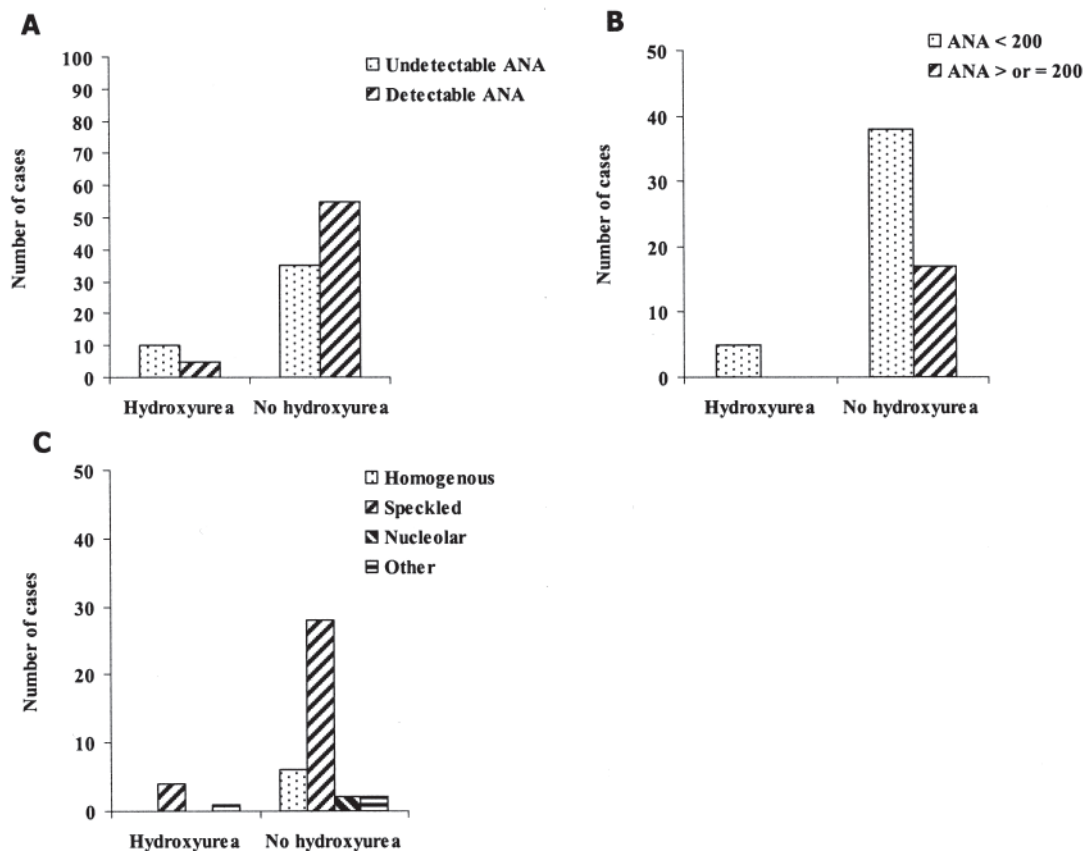 A
Undetectable ANA
Detectable ANA
100
90
80
70
60
50
40
30
20
10
0
Number of cases
Hydroxyurea
No hydroxyurea
B
ANA < 200
ANA > or = 200
50
40
30
20
10
0
Number of cases
Hydroxyurea
No hydroxyurea
C
Homogenous
Speckled
Nucleolar
Other
50
40
30
20
10
0
Number of cases
Hydroxyurea
No hydroxyurea